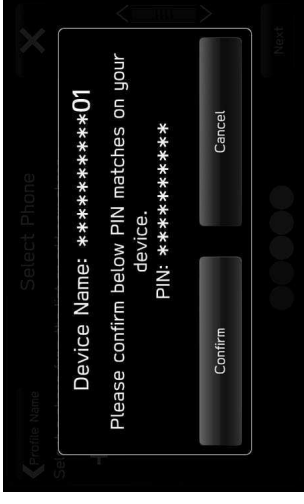 Profile Name
Select Phone
Next
Device Name: ************01
Please confirm below PIN matches on your
device.
PIN: ***********
Confirm
Cancel